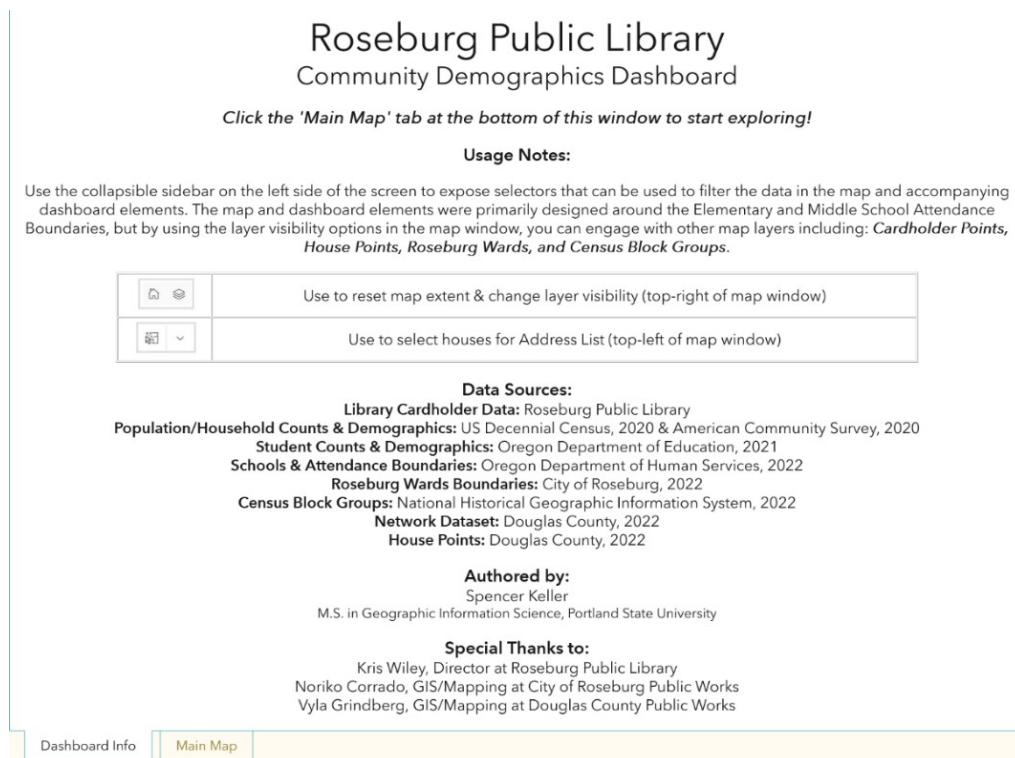 Roseburg Public Library
Community Demographics Dashboard
Click the 'Main Map' tab at the bottom of this window to start exploring!
Usage Notes:
Use the collapsible sidebar on the left side of the screen to expose selectors that can be used to filter the data in the map and accompanying
dashboard elements. The map and dashboard elements were primarily designed around the Elementary and Middle School Attendance
Boundaries, but by using the layer visibility options in the map window, you can engage with other map layers including: Cardholder Points,
House Points, Roseburg Wards, and Census Block Groups.
Use to reset map extent & change layer visibility (top-right of map window)
Use to select houses for Address List (top-left of map window)
Data Sources:
Library Cardholder Data: Roseburg Public Library
Population/Household Counts & Demographics: US Decennial Census, 2020 & American Community Survey, 2020
Student Counts & Demographics: Oregon Department of Education, 2021
Schools & Attendance Boundaries: Oregon Department of Human Services, 2022
Roseburg Wards Boundaries: City of Roseburg, 2022
Census Block Groups: National Historical Geographic Information System, 2022
Network Dataset: Douglas County, 2022
House Points: Douglas County, 2022
Authored by:
Spencer Keller
M.S. in Geographic Information Science, Portland State University
Special Thanks to:
Kris Wiley, Director at Roseburg Public Library
Noriko Corrado, GIS/Mapping at City of Roseburg Public Works
Vyla Grindberg, GIS/Mapping at Douglas County Public Works
Dashboard Info Main Map